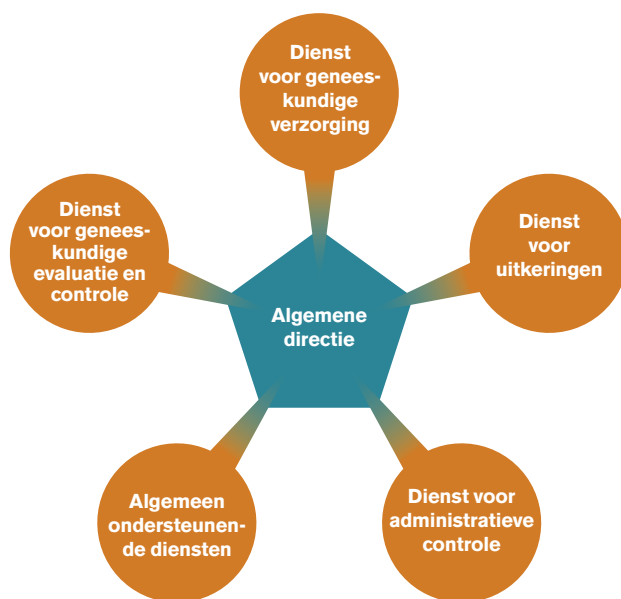 Dienst
voor genees-
kundige
verzorging
Dienst
voor genees-
kundige
evaluatie en
controle
Dienst
voor
uitkeringen
Algemene
directie
Algemeen
ondersteunen-
de diensten
Dienst voor
administratieve
controle